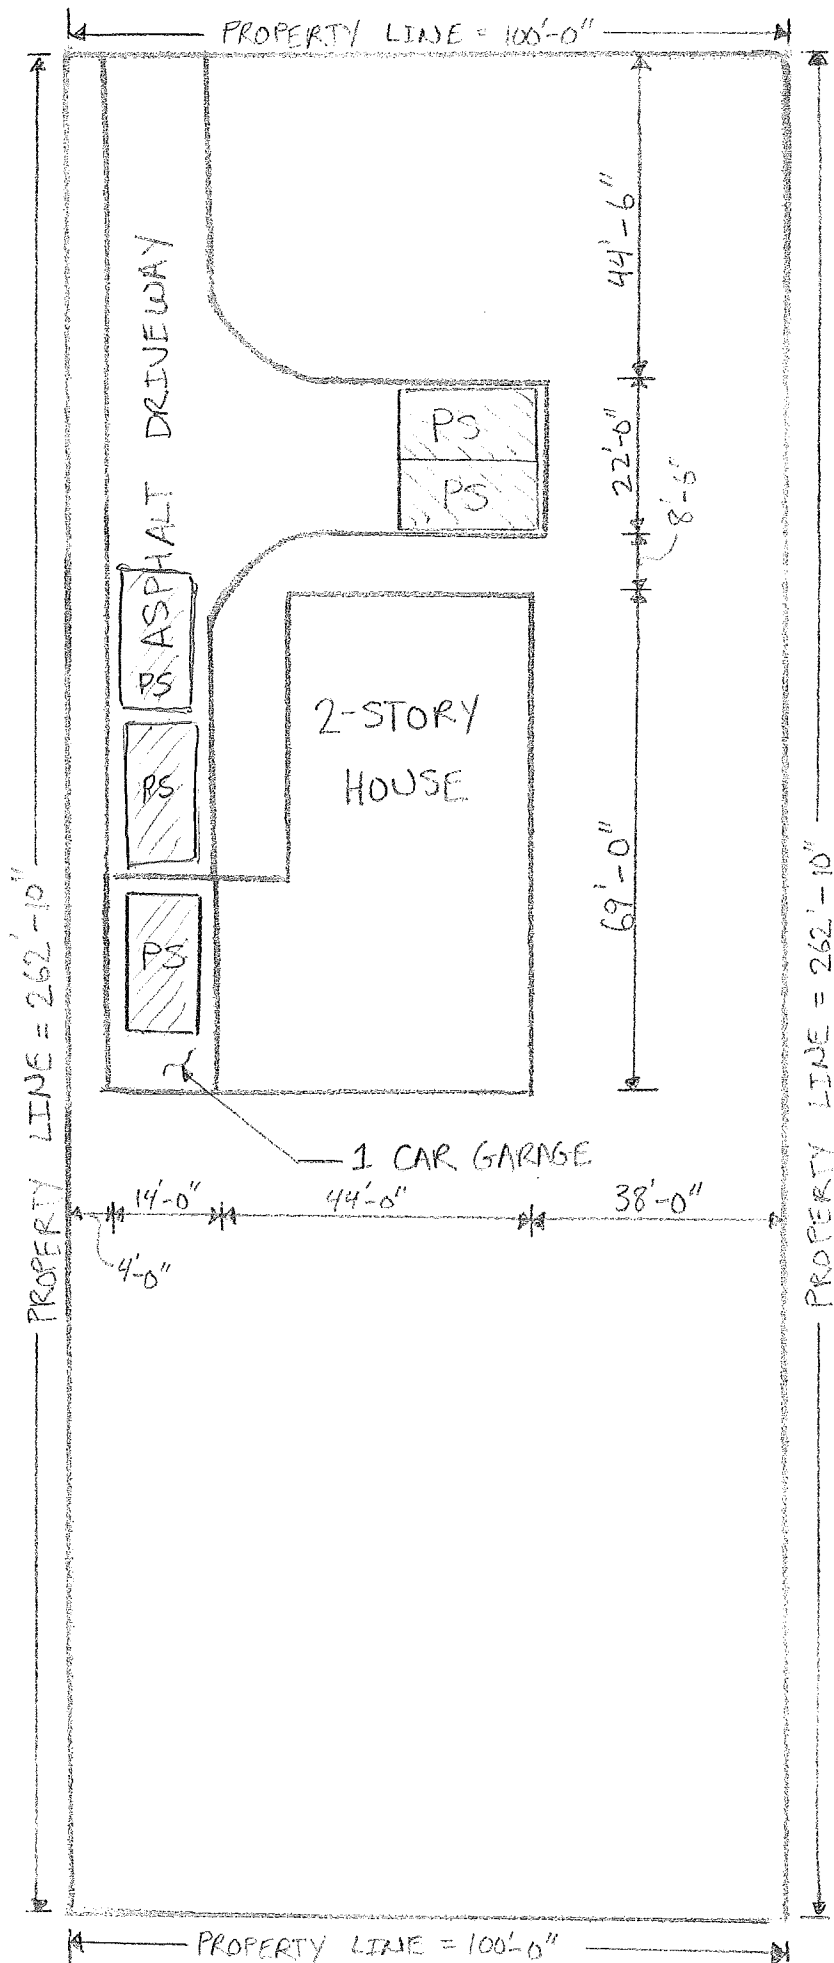 PROPERTY LINE = 100'-0"
44'-6"
ASPHALT DRIVEWAY
PS
PS
22'-0"
8'-6"
PS
2-STORY
HOUSE
PS
69'-0"
PS
PROPERTY LINE = 262'-10"
PROPERTY LINE = 262'-10"
1 CAR GARAGE
14'-0"
44'-0"
38'-0"
4'-0"
PROPERTY LINE = 100'-0"